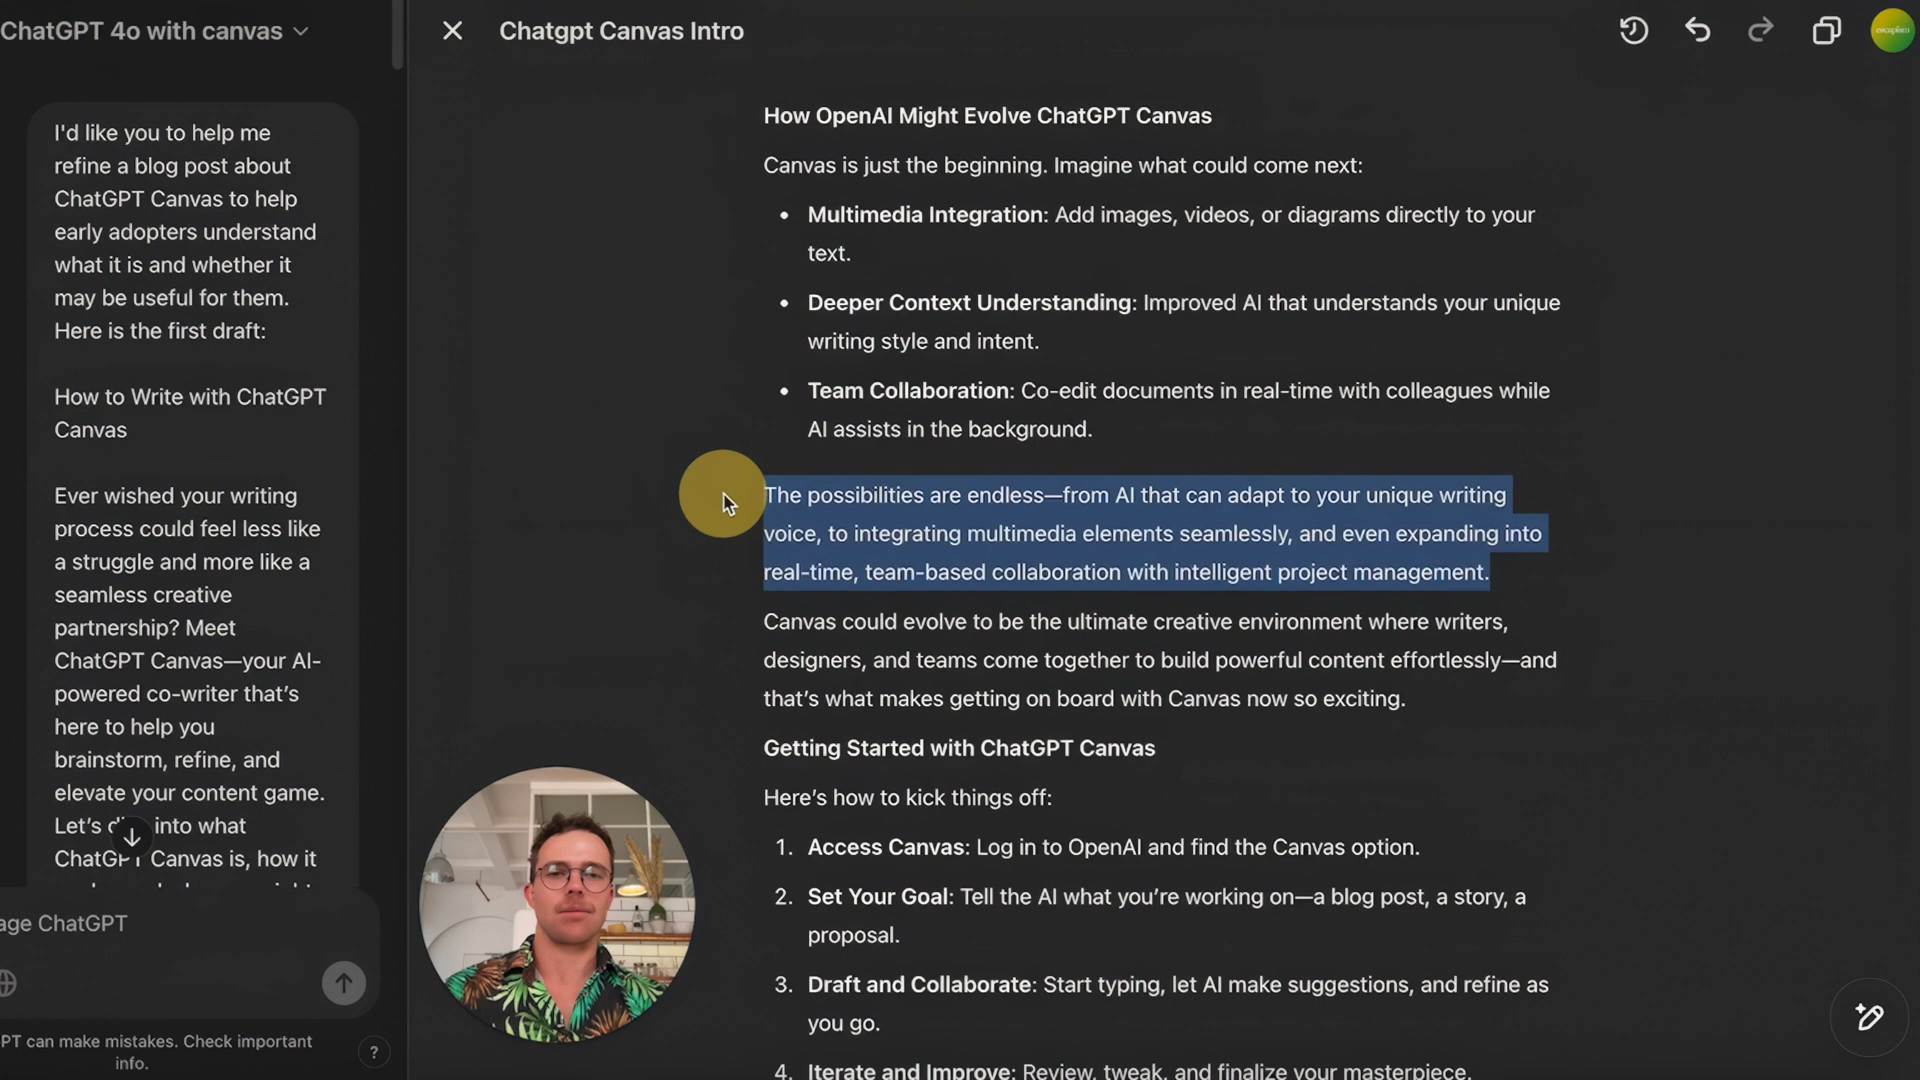 ChatGPT 4o with canvas
I'd like you to help me
refine a blog post about
ChatGPT Canvas to help
early adopters understand
what it is and whether it
may be useful for them.
Here is the first draft:
How to Write with ChatGPT
Canvas
Ever wished your writing
process could feel less like
a struggle and more like a
seamless creative
partnership? Meet
ChatGPT Canvas—your AI-
powered co-writer that's
here to help you
brainstorm, refine, and
elevate your content game.
Let's into what
Canvas is, how it
age ChatGPT
PT can make mistakes. Check important
info.
?
Chatgpt Canvas Intro
How OpenAI Might Evolve ChatGPT Canvas
Canvas is just the beginning. Imagine what could come next:
• Multimedia Integration: Add images, videos, or diagrams directly to your
text.
• Deeper Context Understanding: Improved AI that understands your unique
writing style and intent.
• Team Collaboration: Co-edit documents in real-time with colleagues while
AI assists in the background.
The possibilities are endless—from AI that can adapt to your unique writing
voice, to integrating multimedia elements seamlessly, and even expanding into
real-time, team-based collaboration with intelligent project management.
Canvas could evolve to be the ultimate creative environment where writers,
designers, and teams come together to build powerful content effortlessly—and
that's what makes getting on board with Canvas now so exciting.
Getting Started with ChatGPT Canvas
Here's how to kick things off:
1. Access Canvas: Log in to OpenAI and find the Canvas option.
2. Set Your Goal: Tell the AI what you're working on—a blog post, a story, a
proposal.
3. Draft and Collaborate: Start typing, let AI make suggestions, and refine as
you go.
4. Iterate and Improve: Review, tweak, and finalize your masterpiece.